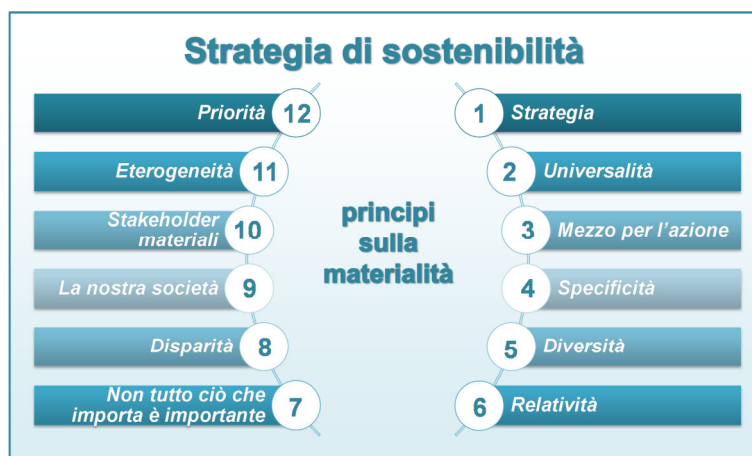 Strategia di sostenibilità
Priorità 12
1 Strategia
Eterogeneità 11
2 Universalità
Stakeholder
materiali 10
principi
sulla
materialità
3 Mezzo per l'azione
La nostra società 9
4 Specificità
Disparità 8
5 Diversità
Non tutto ciò che
importa è importante 7
6 Relatività